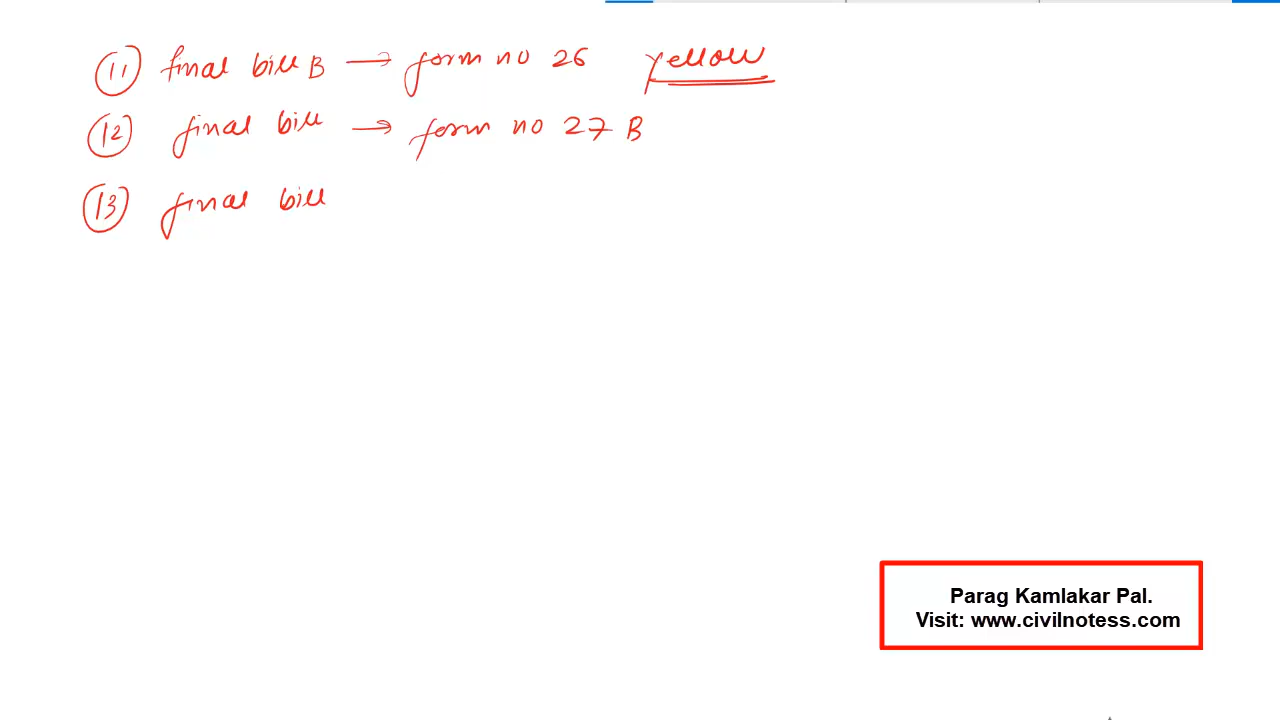 (11) final bill B → form no 26 yellow
(12) final bill → form no 27 B
(13) final bill
Parag Kamlakar Pal.
Visit: www.civilnotess.com